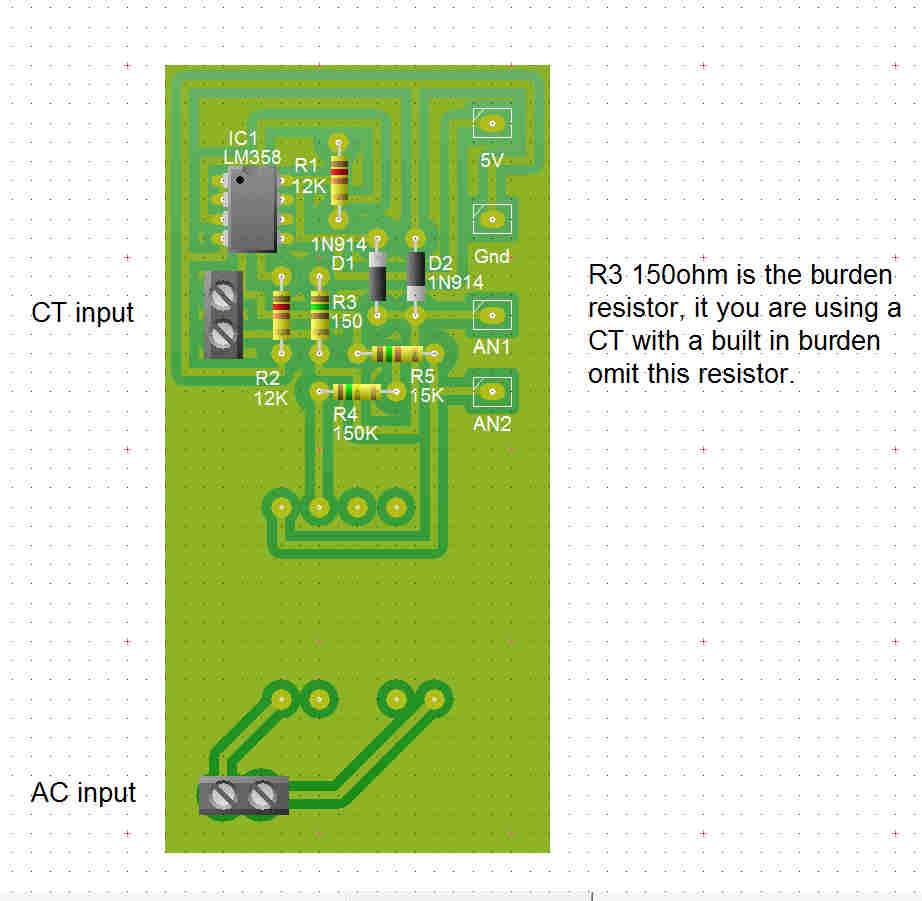 IC1
LM358
R1
12K
5V
1N914
D1
D2
1N914
Gnd
CT input
R3
150
AN1
R3 150ohm is the burden
resistor, it you are using a
CT with a built in burden
omit this resistor.
R2
12K
R5
15K
R4
150K
AN2
AC input